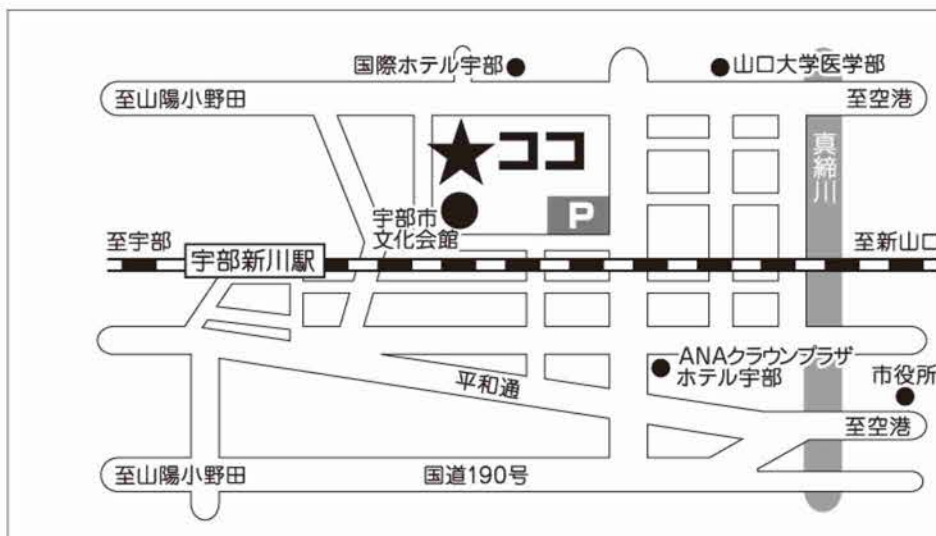 国際ホテル宇部
山口大学医学部
至山陽小野田
至空港
ココ
真締川
P
宇部市
文化会館
至宇部
宇部新川駅
至新山口
ANAクラウンプラザ
ホテル宇部
市役所
平和通
至空港
至山陽小野田
国道190号